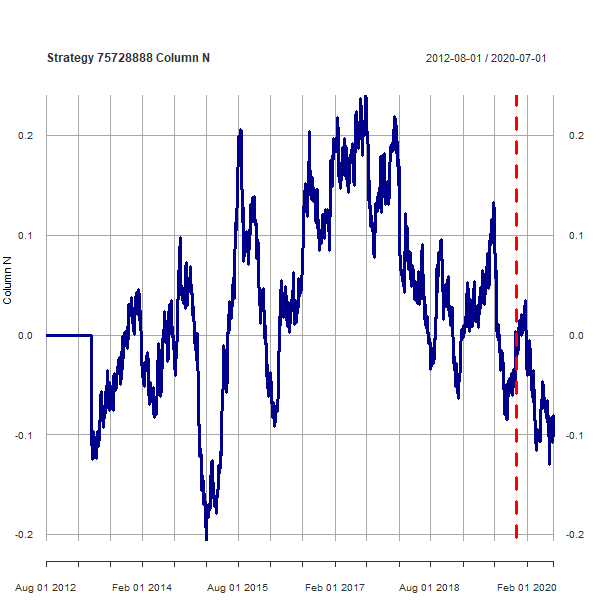 Strategy 75728888 Column N 2012-08-01 / 2020-07-01
0.2 0.2
0.1 0.1
Column N
0.0 0.0
-0.1 -0.1
-0.2 -0.2
Aug 01 2012 Feb 01 2014 Aug 01 2015 Feb 01 2017 Aug 01 2018 Feb 01 2020